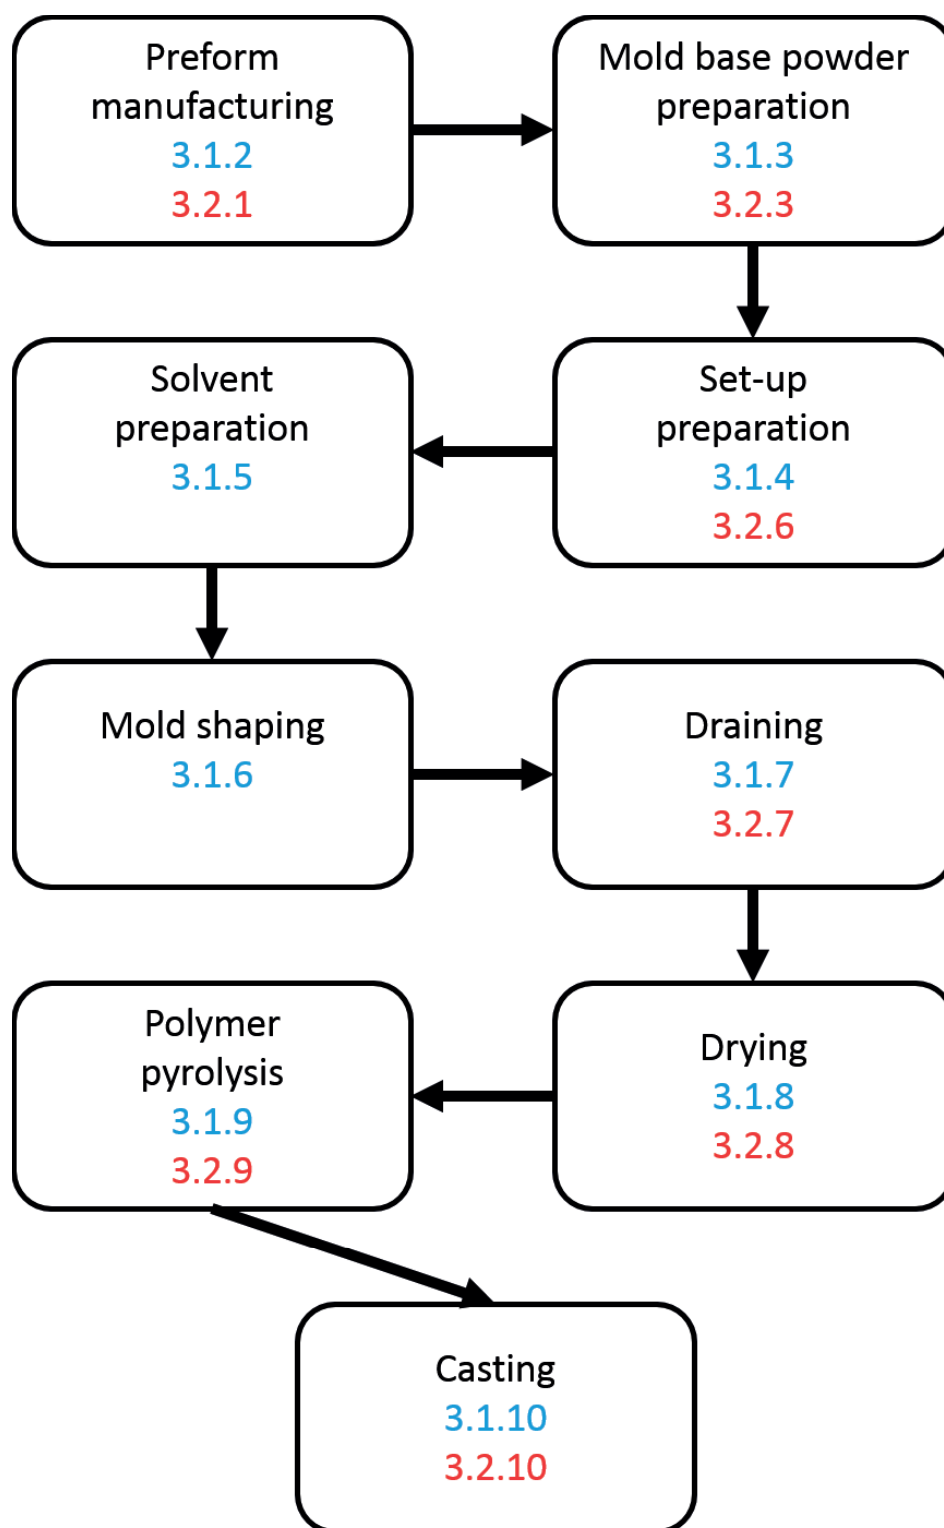 Preform
manufacturing
3.1.2
3.2.1
Mold base powder
preparation
3.1.3
3.2.3
Set-up
preparation
3.1.4
3.2.6
Solvent
preparation
3.1.5
Mold shaping
3.1.6
Draining
3.1.7
3.2.7
Drying
3.1.8
3.2.8
Polymer
pyrolysis
3.1.9
3.2.9
Casting
3.1.10
3.2.10